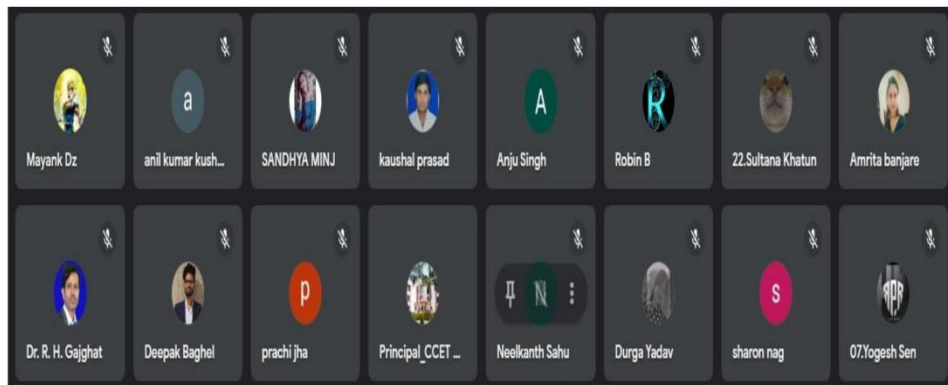 Mayank Dz
a
anil kumar kush...
SANDHYA MINJ
kaushal prasad
A
Anju Singh
R
Robin B
22.Sultana Khatun
Amrita banjare
Dr. R. H. Gajghat
Deepak Baghel
p
prachi jha
Principal_CCET ...
N
Neelkanth Sahu
Durga Yadav
s
sharon nag
07.Yogesh Sen